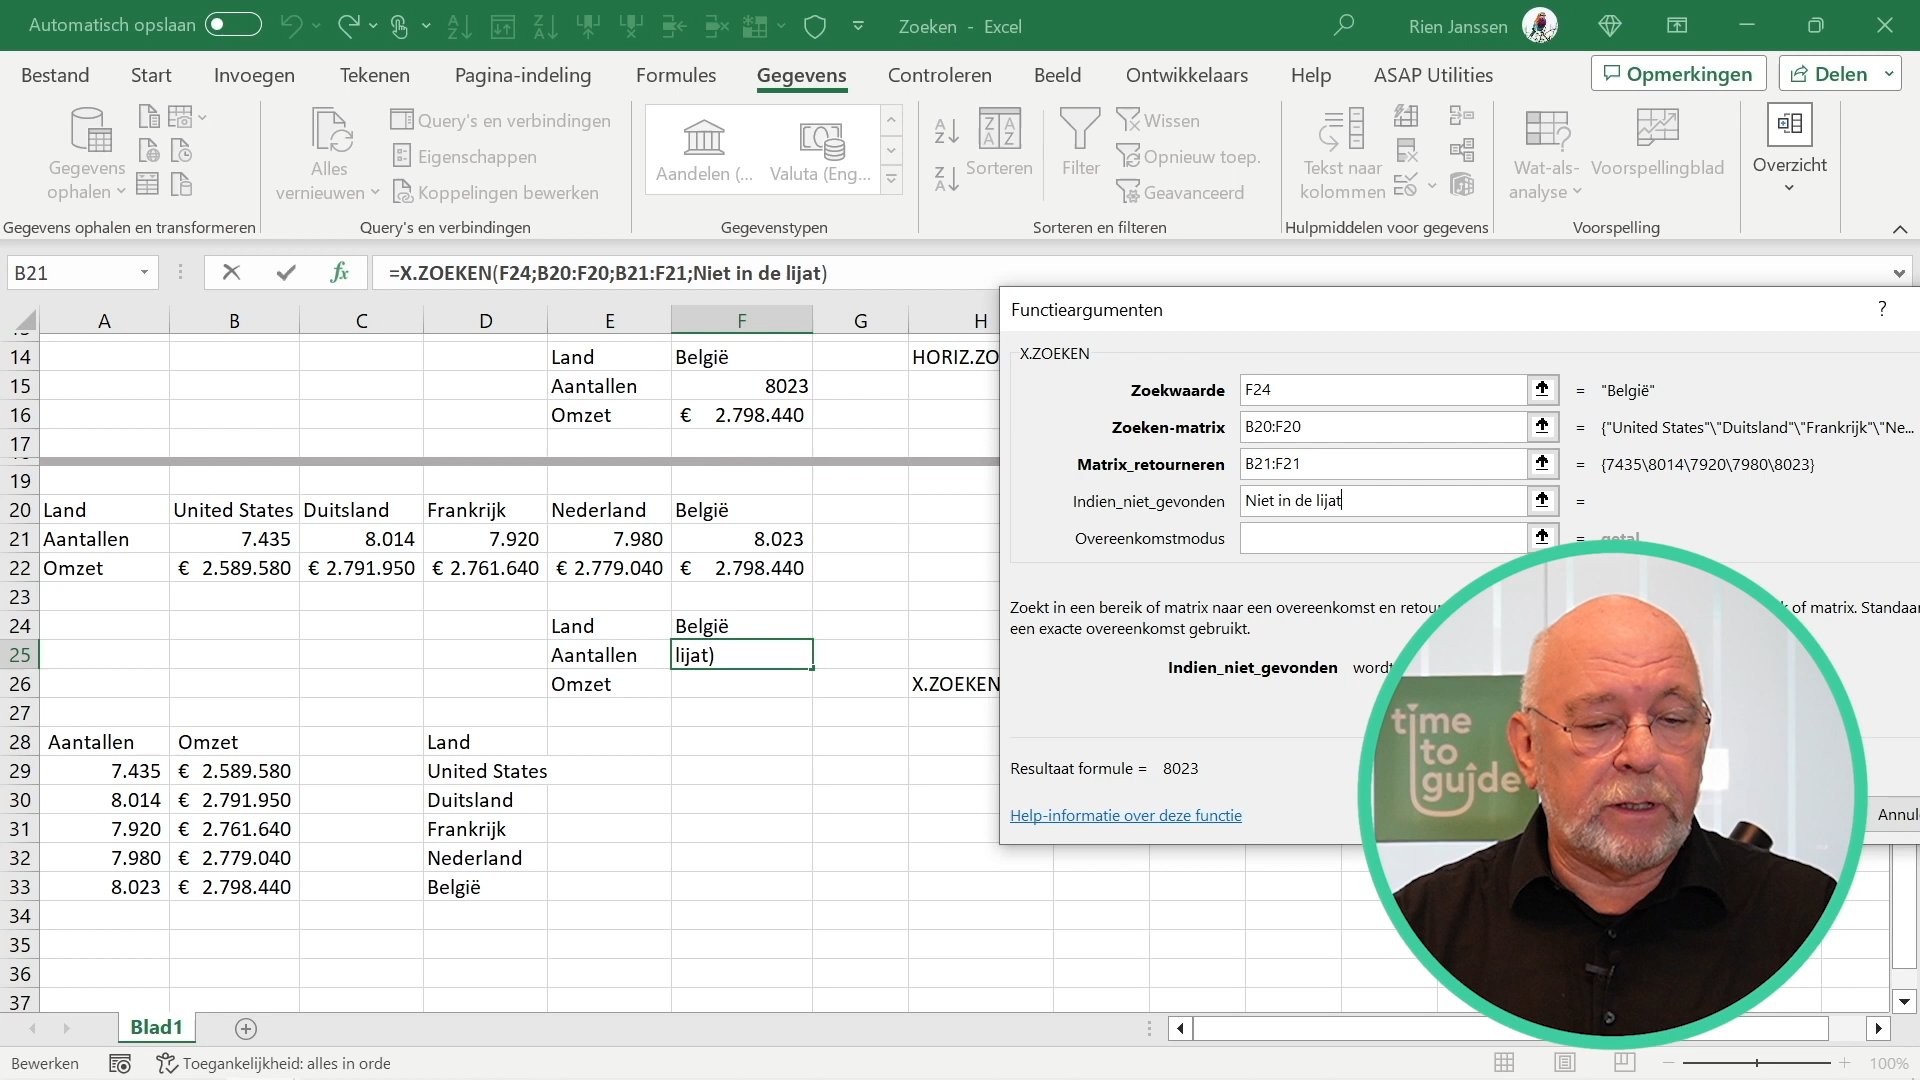 Automatisch opslaan
Zoeken - Excel
Rien Janssen
Bestand Start Invoegen Tekenen Pagina-indeling Formules Gegevens Controleren Beeld Ontwikkelaars Help ASAP Utilities
Opmerkingen Delen
Gegevens ophalen
Alles vernieuwen
Query's en verbindingen
Eigenschappen
Koppelingen bewerken
Aandelen (... Valuta (Eng...
Sorteren
Filter
Wissen
Opnieuw toep.
Geavanceerd
Tekst naar kolommen
Wat-als-analyse
Voorspellingblad
Overzicht
Gegevens ophalen en transformeren Query's en verbindingen Gegevenstypen Sorteren en filteren Hulpmiddelen voor gegevens Voorspelling
B21 fx =X.ZOEKEN(F24;B20:F20;B21:F21;Niet in de lijat)
A B C D E F G H
14 Land België HORIZ.ZO
15 Aantallen 8023
16 Omzet € 2.798.440
17
19
20 Land United States Duitsland Frankrijk Nederland België
21 Aantallen 7.435 8.014 7.920 7.980 8.023
22 Omzet € 2.589.580 € 2.791.950 € 2.761.640 € 2.779.040 € 2.798.440
23
24 Land België
25 Aantallen lijat)
26 Omzet X.ZOEKEN
27
28 Aantallen Omzet Land
29 7.435 € 2.589.580 United States
30 8.014 € 2.791.950 Duitsland
31 7.920 € 2.761.640 Frankrijk
32 7.980 € 2.779.040 Nederland
33 8.023 € 2.798.440 België
34
35
36
37
Functieargumenten ?
X.ZOEKEN
Zoekwaarde F24 = "België"
Zoeken-matrix B20:F20 = {"United States"\"Duitsland"\"Frankrijk"\"Ne...
Matrix_retourneren B21:F21 = {7435\8014\7920\7980\8023}
Indien_niet_gevonden Niet in de lijat =
Overeenkomstmodus = getal
Zoekt in een bereik of matrix naar een overeenkomst en retou of matrix. Standaar
een exacte overeenkomst gebruikt.
Indien_niet_gevonden wordt
Resultaat formule = 8023
Help-informatie over deze functie
Annul
time
to
guide
Blad1
Bewerken Toegankelijkheid: alles in orde 100%